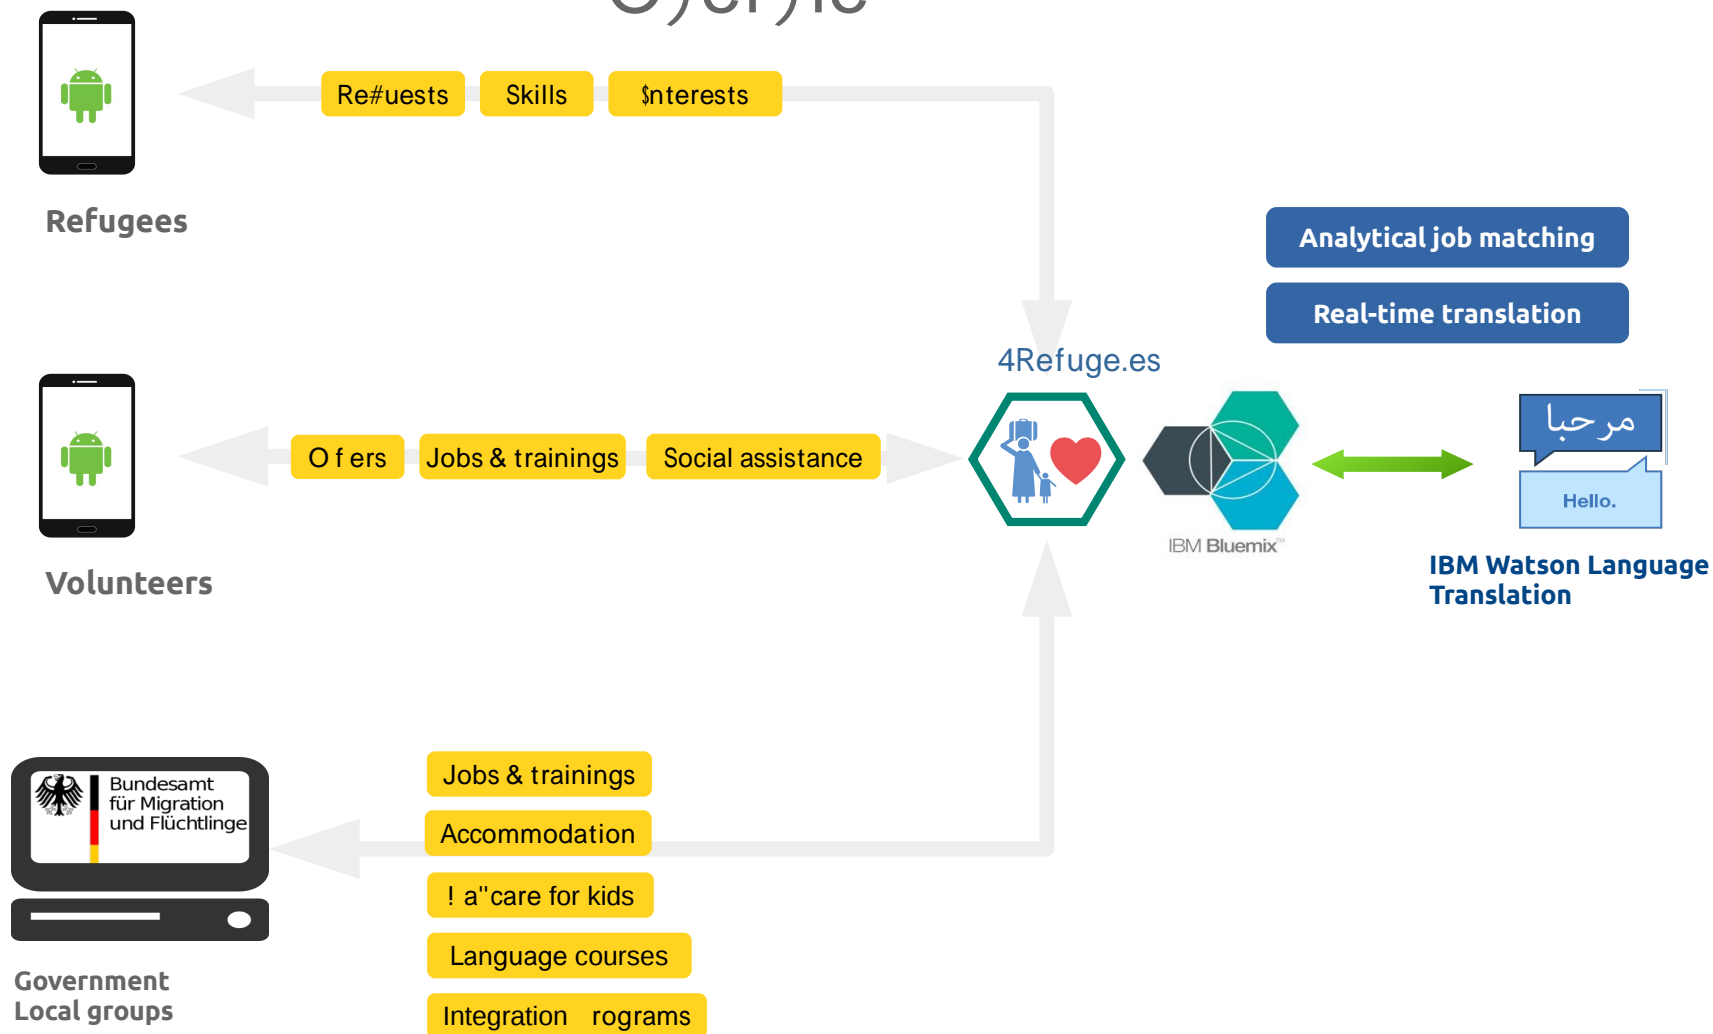 Re#uests
Skills
$nterests
Refugees
Analytical job matching
Real-time translation
4Refuge.es
مرحبا
Hello.
O f ers
Jobs & trainings
Social assistance
IBM Bluemix™
IBM Watson Language
Translation
Volunteers
Bundesamt
für Migration
und Flüchtlinge
Jobs & trainings
Accommodation
! a"care for kids
Language courses
Integration rograms
Government
Local groups